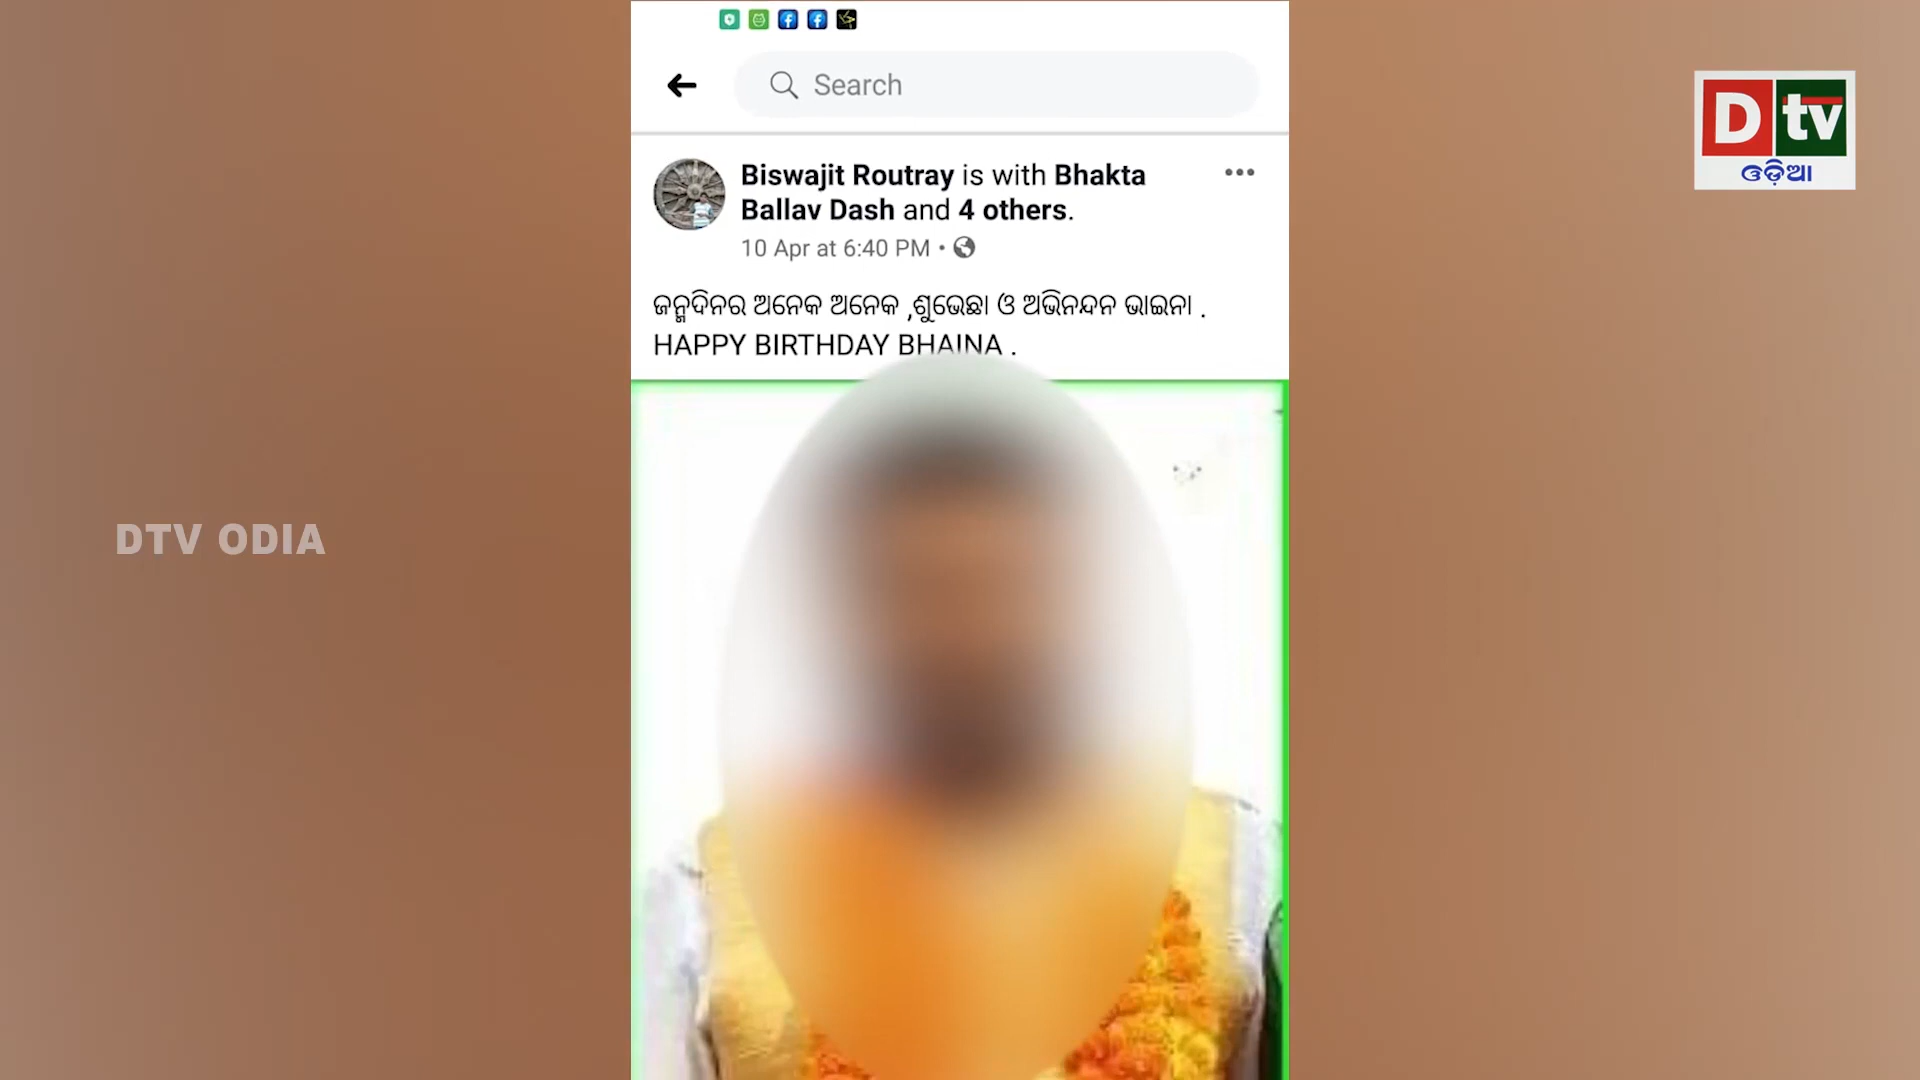 Search
D tv
ଓଡ଼ିଆ
Biswajit Routray is with Bhakta
Ballav Dash and 4 others.
10 Apr at 6:40 PM •
ଜନ୍ମଦିନର ଅନେକ ଅନେକ ,ଶୁଭେଛା ଓ ଅଭିନନ୍ଦନ ଭାଇନା .
HAPPY BIRTHDAY BHAINA .
DTV ODIA